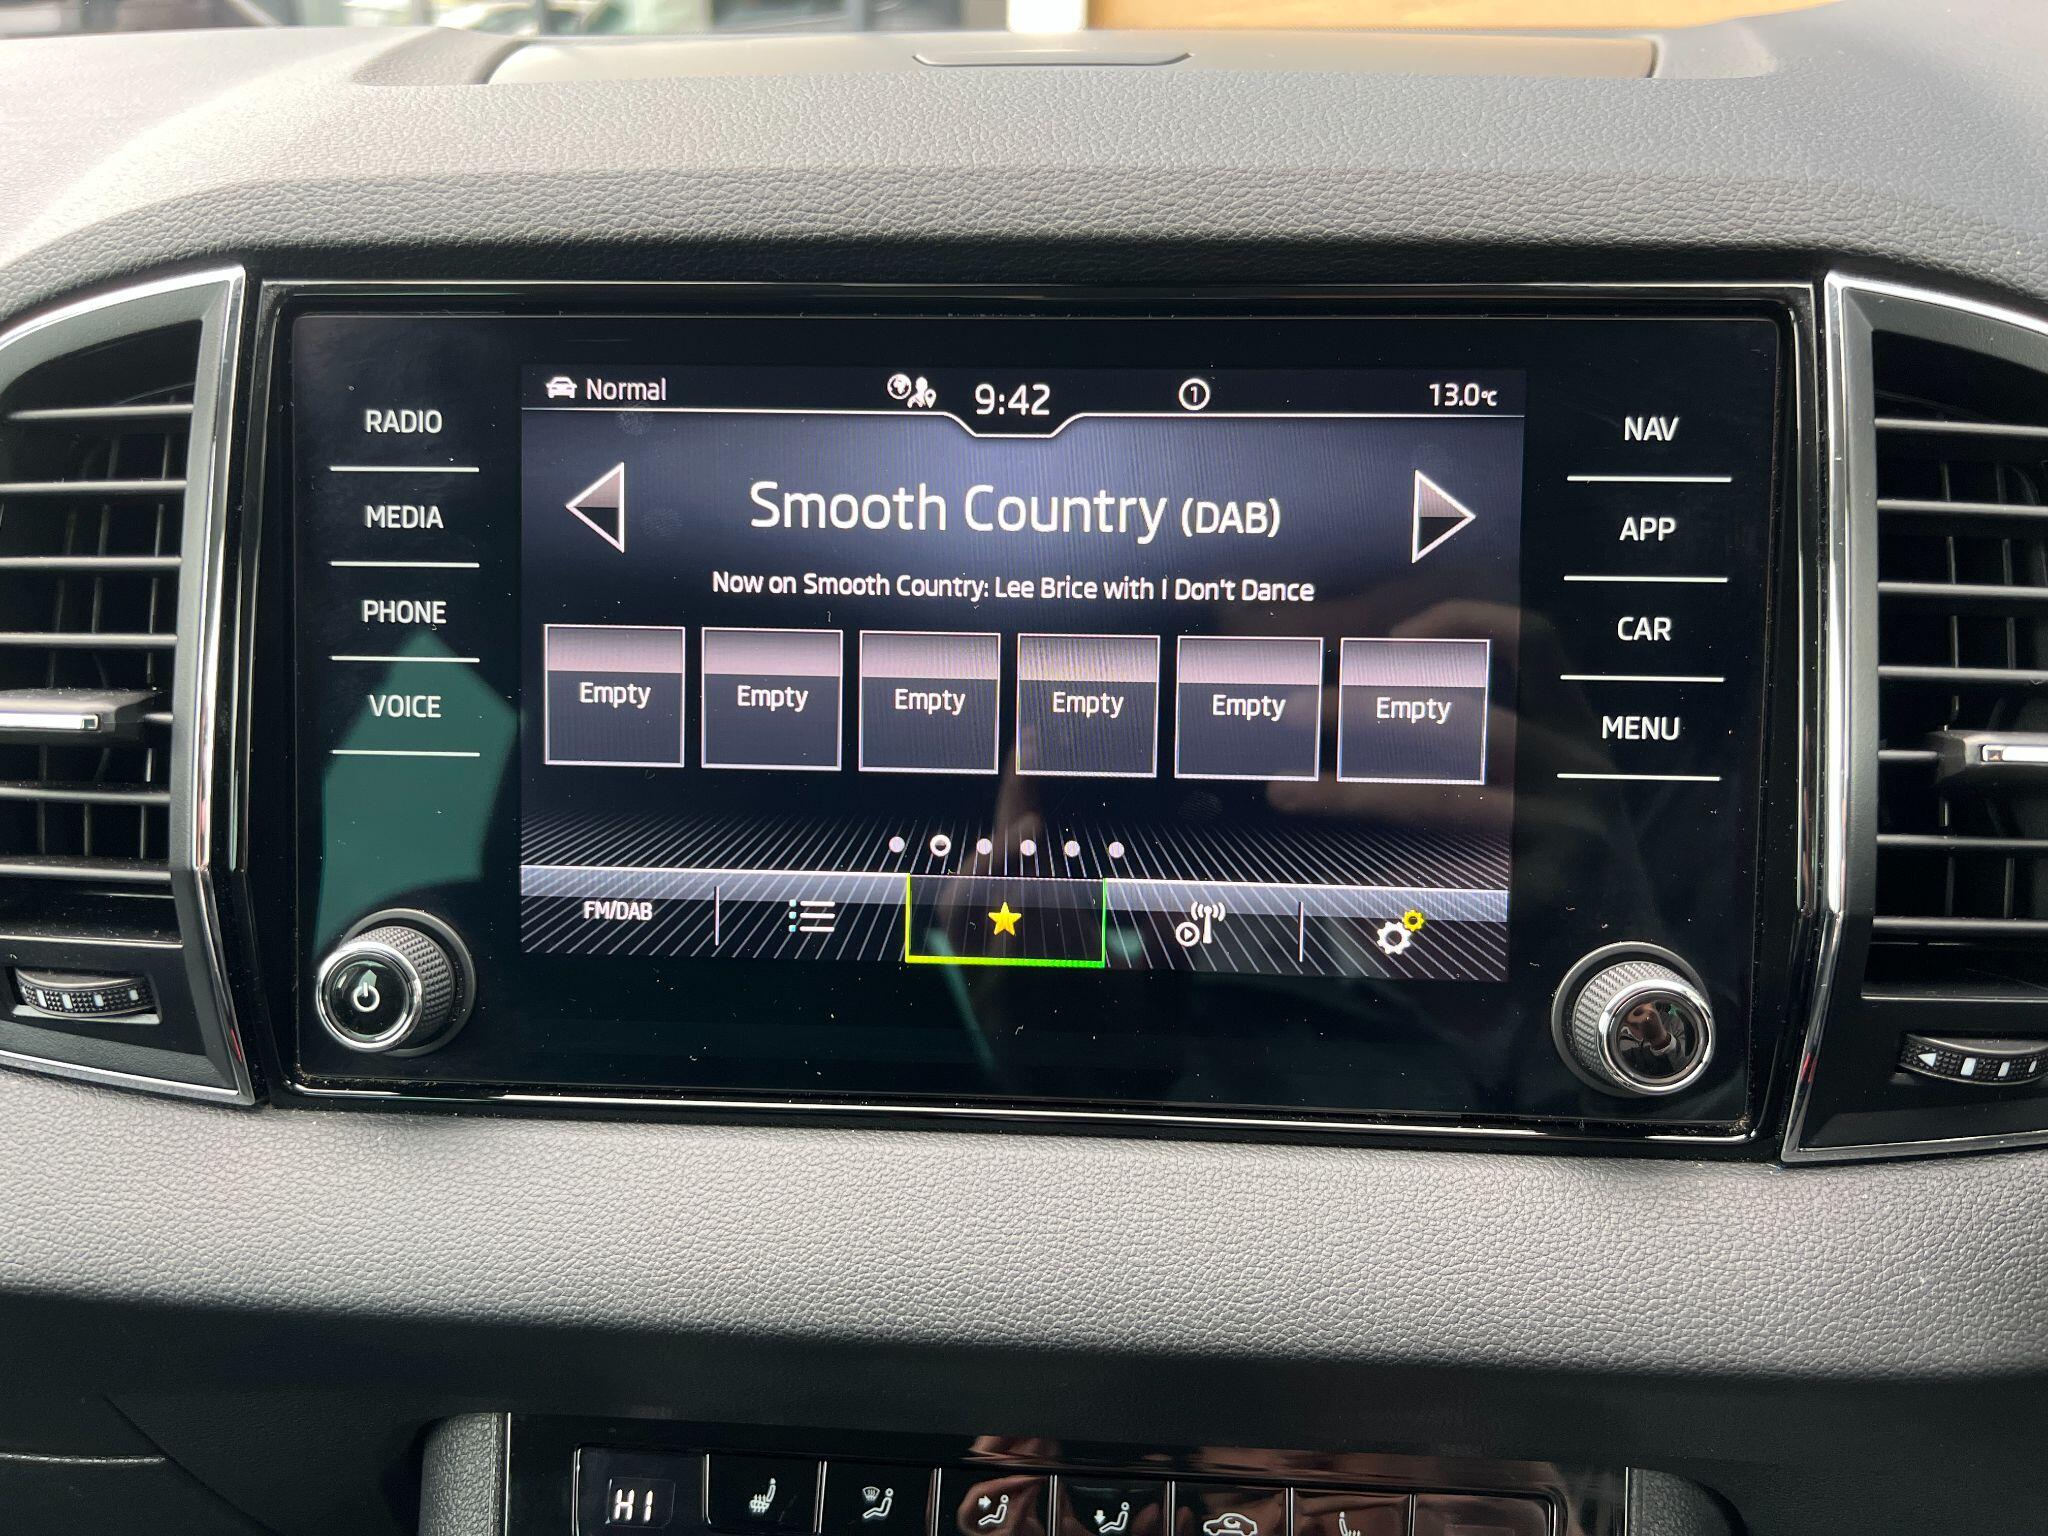 Normal
9:42
1
13.0°C
RADIO
MEDIA
PHONE
VOICE
Smooth Country (DAB)
Now on Smooth Country: Lee Brice with I Don't Dance
Empty Empty Empty Empty Empty Empty
FM/DAB
NAV
APP
CAR
MENU
HI